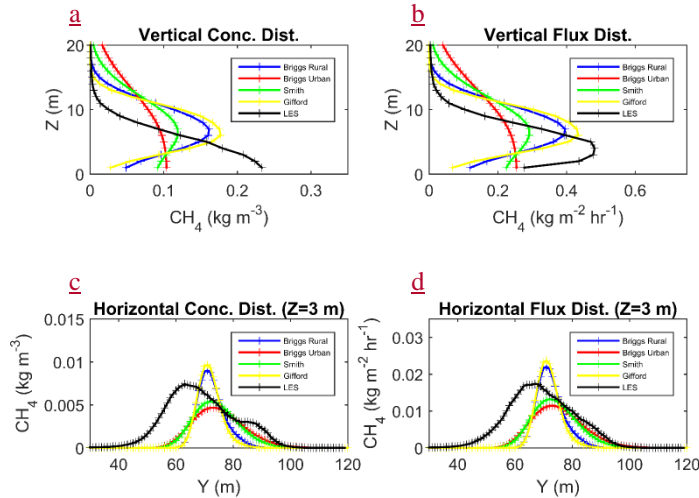 a
Vertical Conc. Dist.
20
10
0
Z (m)
0
0.1
0.2
0.3
CH4 (kg m-3)
Briggs Rural
Briggs Urban
Smith
Gifford
LES
b
Vertical Flux Dist.
20
10
0
Z (m)
0
0.2
0.4
0.6
CH4 (kg m-2 hr-1)
Briggs Rural
Briggs Urban
Smith
Gifford
LES
c
Horizontal Conc. Dist. (Z=3 m)
0.015
0.01
0.005
0
CH4 (kg m-3)
40
60
80
100
120
Y (m)
Briggs Rural
Briggs Urban
Smith
Gifford
LES
d
Horizontal Flux Dist. (Z=3 m)
0.03
0.02
0.01
0
CH4 (kg m-2 hr-1)
40
60
80
100
120
Y (m)
Briggs Rural
Briggs Urban
Smith
Gifford
LES